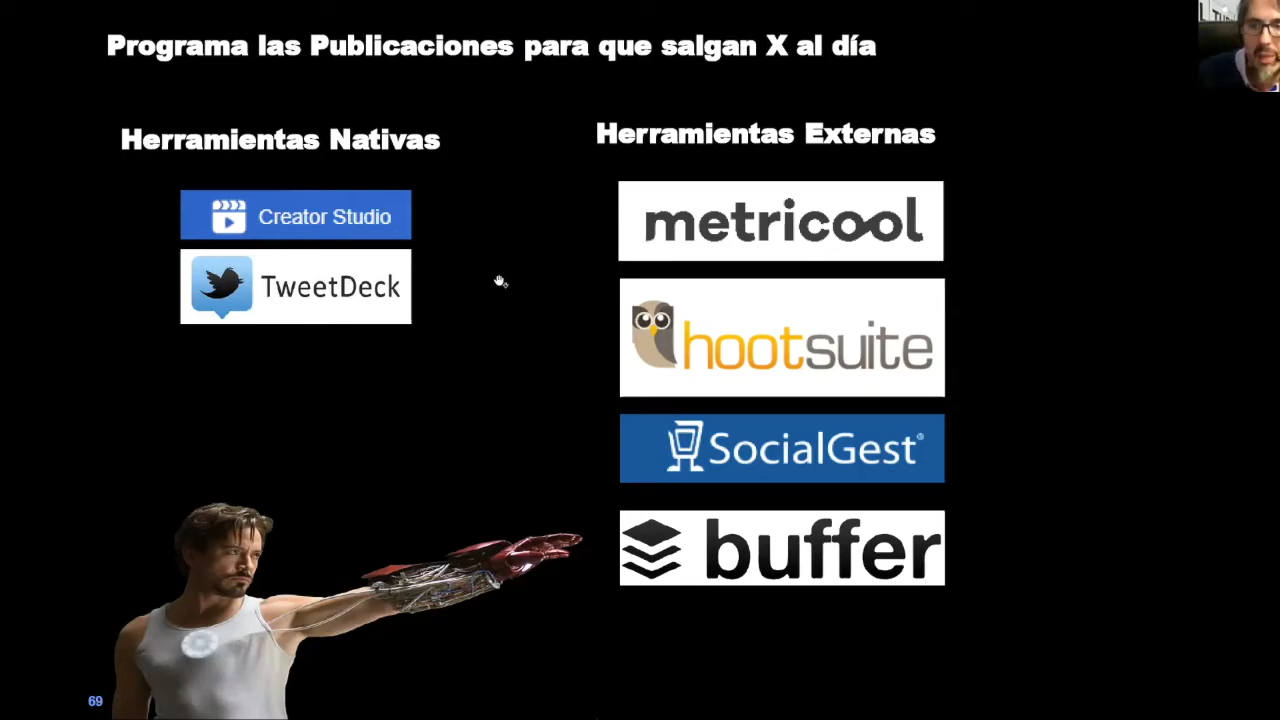 Programa las Publicaciones para que salgan X al día
Herramientas Nativas
Creator Studio
TweetDeck
Herramientas Externas
metricool
hootsuite
SocialGest®
buffer
69